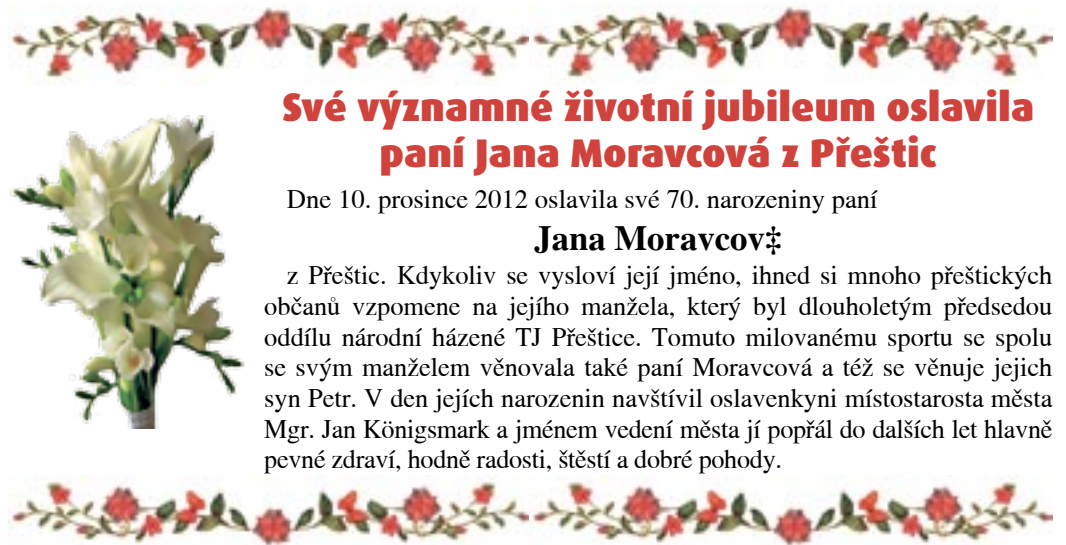 Své významné životní jubileum oslavila
paní Jana Moravcová z Přeštic
Dne 10. prosince 2012 oslavila své 70. narozeniny paní
Jana Moravcov‡
z Přeštic. Kdykoliv se vysloví její jméno, ihned si mnoho přeštických
občanů vzpomene na jejího manžela, který byl dlouholetým předsedou
oddílu národní házené TJ Přeštice. Tomuto milovanému sportu se spolu
se svým manželem věnovala také paní Moravcová a též se věnuje jejich
syn Petr. V den jejích narozenin navštívil oslavenkyni místostarosta města
Mgr. Jan Königsmark a jménem vedení města jí popřál do dalších let hlavně
pevné zdraví, hodně radosti, štěstí a dobré pohody.